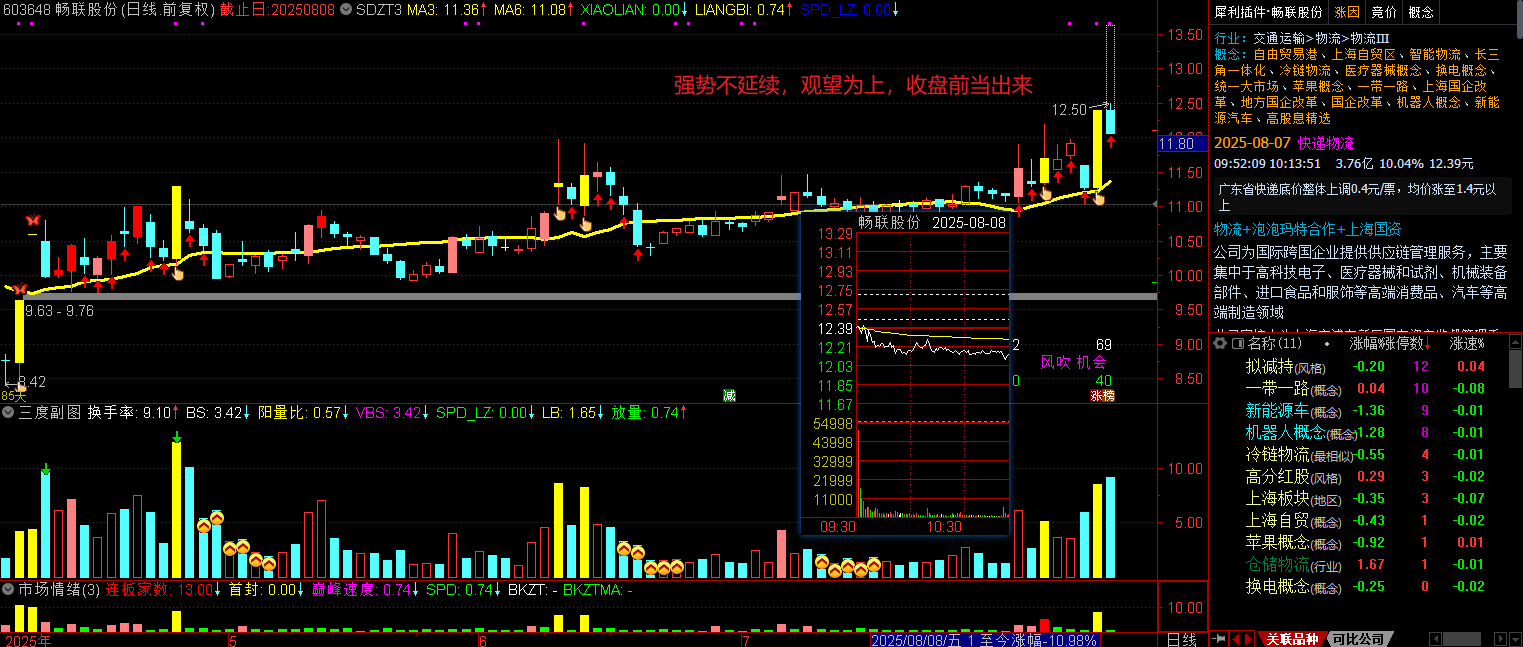 603648 畅联股份(日线.前复权) 截止日:20250808 SDZT3 MA3: 11.36↑ MA6: 11.08↑ XIAOLIAN: 0.00↓ LIANGBI: 0.74↑ SPD_LZ: 0.00↓
强势不延续，观望为上，收盘前当出来
12.50
9.63 - 9.76
8.42
85天
减
涨榜
13.50
13.00
12.50
11.80
11.50
11.00
10.50
10.00
9.50
9.00
8.50
畅联股份 2025-08-08
13.29
13.11
12.93
12.75
12.57
12.39
12.21
12.03
11.85
11.67
54998
43998
32999
21999
11000
09:30 10:30
2 69
风吹 机会
0 40
三度副图 换手率: 9.10↑ BS: 3.42↓ 阳量比: 0.57↓ VBS: 3.42↓ SPD_LZ: 0.00↓ LB: 1.65↓ 放量: 0.74↑
10.00
5.00
市场情绪(3) 连板家数: 13.00↓ 首封: 0.00↓ 巅峰速度: 0.74↓ SPD: 0.74↓ BKZT: - BKZTMA: -
10.00
2025年 5 6 7 2025/08/08/五 1 至今涨幅-10.98% 日线
犀利插件·畅联股份 涨因 竞价 概念
行业: 交通运输>物流>物流Ⅲ
概念: 自由贸易港、上海自贸区、智能物流、长三
角一体化、冷链物流、医疗器械概念、换电概念、
统一大市场、苹果概念、一带一路、上海国企改
革、地方国企改革、国企改革、机器人概念、新能
源汽车、高股息精选
2025-08-07 快递物流
09:52:09 10:13:51 3.76亿 10.04% 12.39元
广东省快递底价整体上调0.4元/票，均价涨至1.4元以
上
物流+泡泡玛特合作+上海国资
公司为国际跨国企业提供供应链管理服务，主要
集中于高科技电子、医疗器械和试剂、机械装备
部件、进口食品和服饰等高端消费品、汽车等高
端制造领域
名称(11) • 涨幅% 涨停数↓ 涨速%
拟减持(风格) -0.20 12 0.04
一带一路(概念) 0.04 10 -0.08
新能源车(概念) -1.36 9 -0.01
机器人概念(概念) -1.28 8 -0.01
冷链物流(最相似) -0.55 4 -0.01
高分红股(风格) 0.29 3 -0.02
上海板块(地区) -0.35 3 -0.07
上海自贸(概念) -0.43 1 -0.02
苹果概念(概念) -0.92 1 0.01
仓储物流(行业) 1.67 1 -0.01
换电概念(概念) -0.25 0 -0.02
关联品种 可比公司